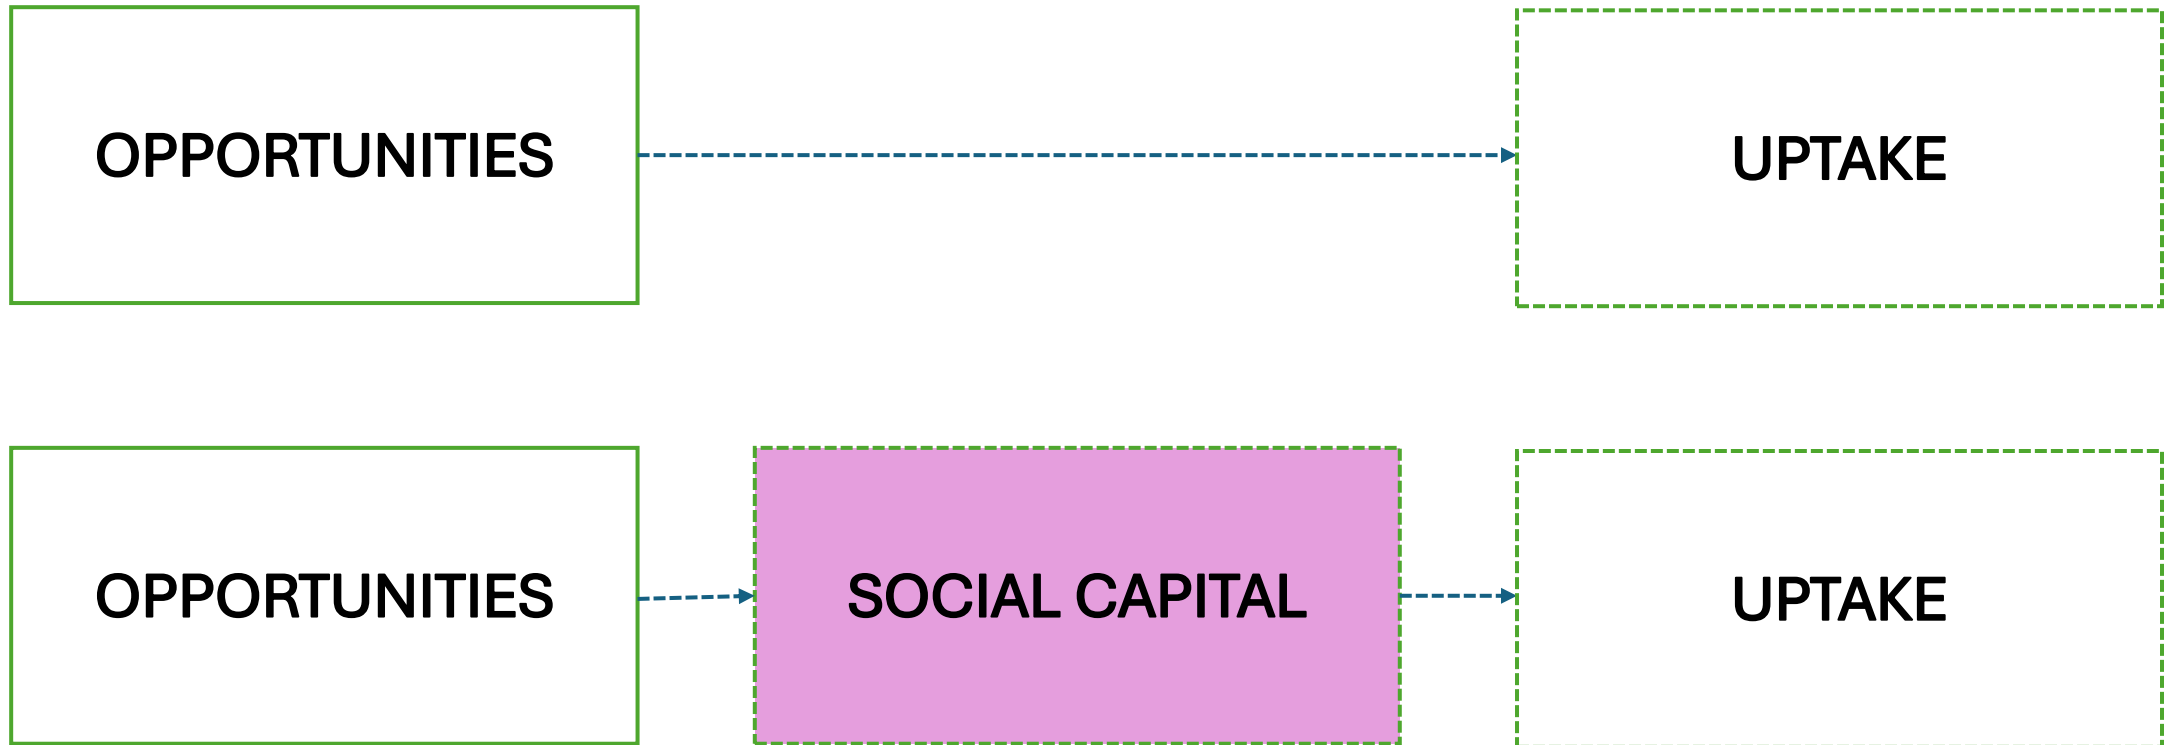 OPPORTUNITIES
UPTAKE
OPPORTUNITIES
SOCIAL CAPITAL
UPTAKE